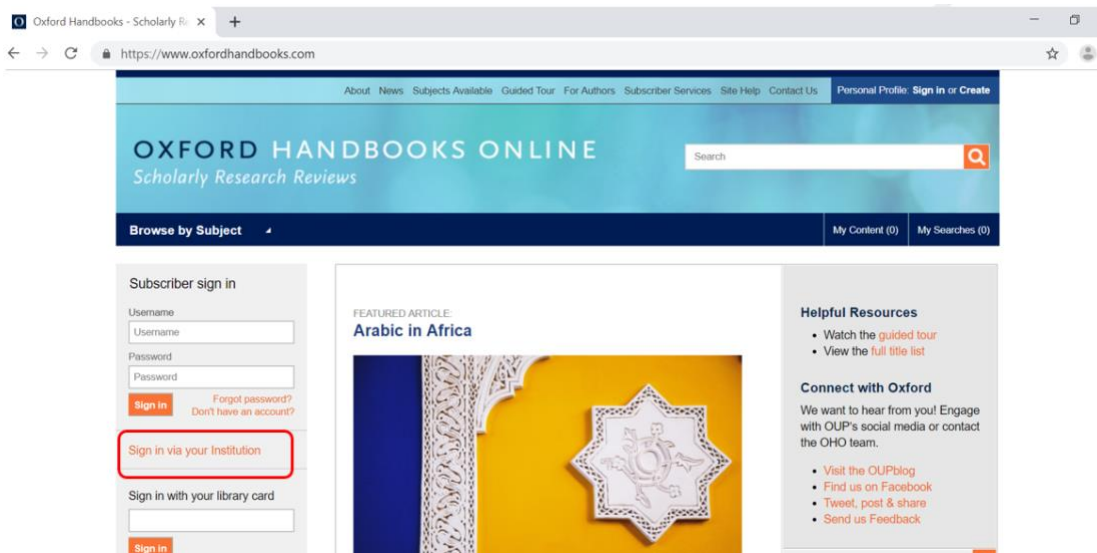 Oxford Handbooks - Scholarly Re
https://www.oxfordhandbooks.com
About News Subjects Available Guided Tour For Authors Subscriber Services Site Help Contact Us Personal Profile: Sign in or Create
OXFORD HANDBOOKS ONLINE
Scholarly Research Reviews
Search
Browse by Subject
My Content (0) My Searches (0)
Subscriber sign in
Username
Username
Password
Password
Sign in
Forgot password?
Don't have an account?
Sign via your Institution
Sign in with your library card
Sign in
FEATURED ARTICLE:
Arabic in Africa
Helpful Resources
• Watch the guided tour
• View the full title list
Connect with Oxford
We want to hear from you! Engage
with OUP's social media or contact
the OHO team.
• Visit the OUPblog
• Find us on Facebook
• Tweet, post & share
• Send us Feedback